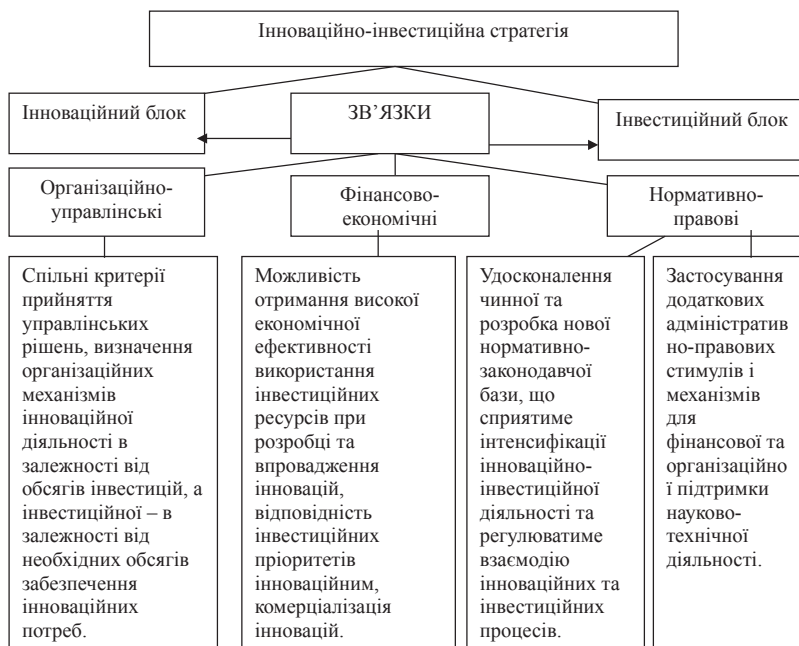 Інноваційно-інвестиційна стратегія
Інноваційний блок
ЗВ’ЯЗКИ
Інвестиційний блок
Організаційно-
управлінські
Фінансово-
економічні
Нормативно-
правові
Спільні критерії
прийняття
управлінських
рішень, визначення
організаційних
механізмів
інноваційної
діяльності в
залежності від
обсягів інвестицій, а
інвестиційної – в
залежності від
необхідних обсягів
забезпечення
інноваційних
потреб.
Можливість
отримання високої
економічної
ефективності
використання
інвестиційних
ресурсів при
розробці та
впровадження
інновацій,
відповідність
інвестиційних
пріоритетів
інноваційним,
комерціалізація
інновацій.
Удосконалення
чинної та
розробка нової
нормативно-
законодавчої
бази, що
сприятиме
інтенсифікації
інноваційно-
інвестиційної
діяльності та
регулюватиме
взаємодію
інноваційних та
інвестиційних
процесів.
Застосування
додаткових
адміністратив
но-правових
стимулів і
механізмів
для
фінансової та
організаційно
ї підтримки
науково-
технічної
діяльності.